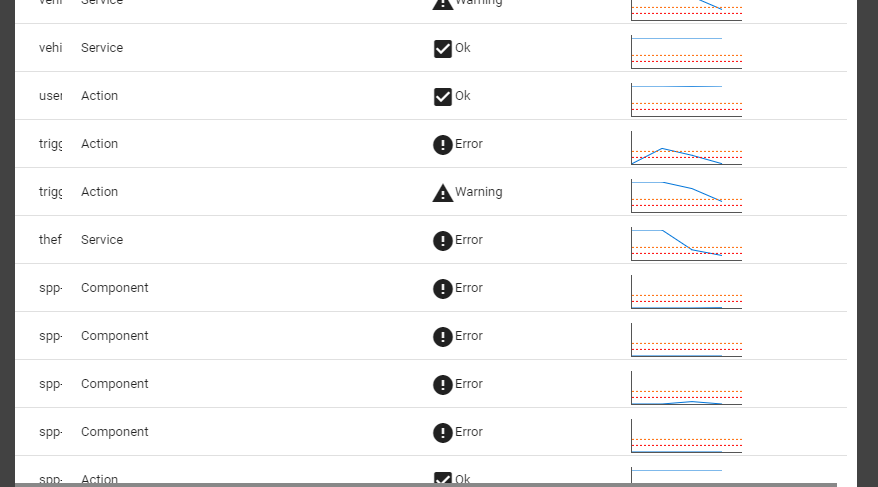 vehi Service Warning
vehi Service Ok
user Action Ok
trigg Action Error
trigg Action Warning
thef Service Error
spp- Component Error
spp- Component Error
spp- Component Error
spp- Component Error
spp- Action Ok